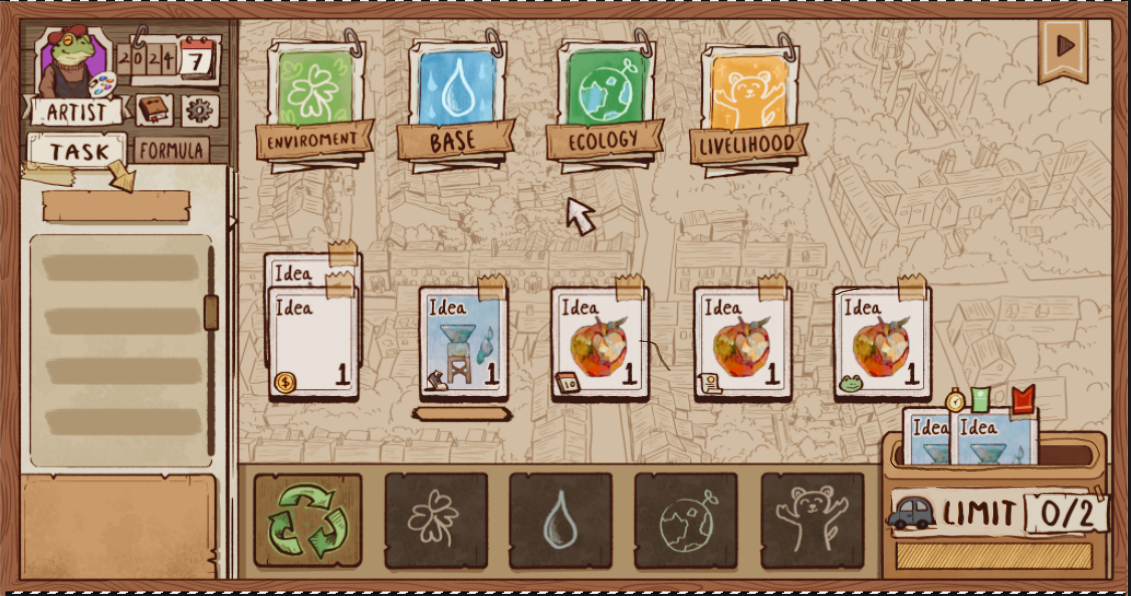 2024
7
ARTIST
TASK
FORMULA
ENVIROMENT
BASE
ECOLOGY
LIVELIHOOD
Idea
Idea
1
Idea
1
Idea
10
1
Idea
1
Idea
1
Idea
Idea
LIMIT 0/2